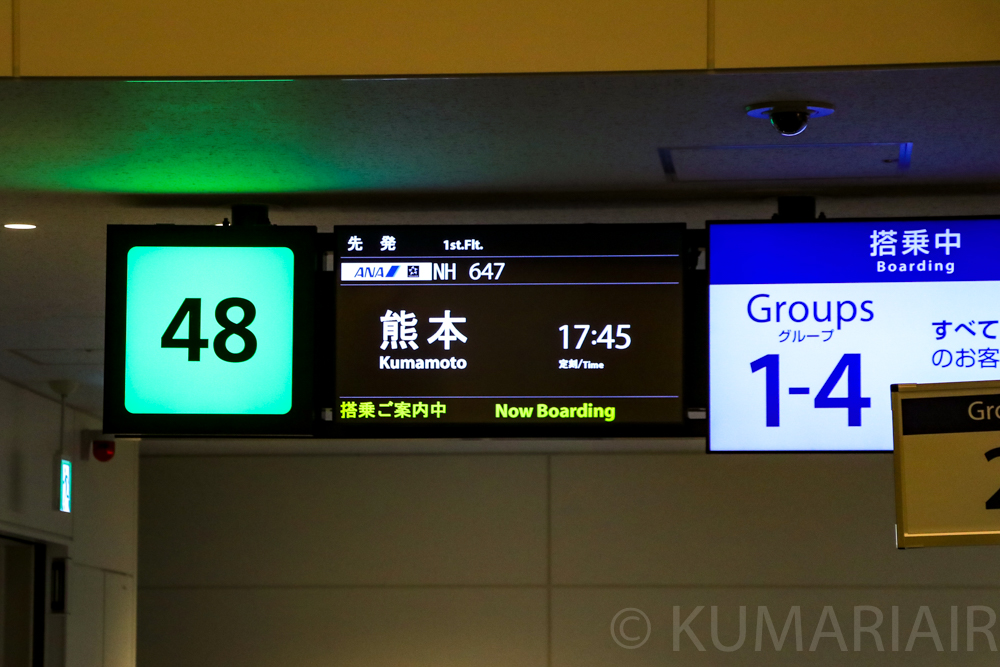 48
先 発 1st.Flt.
ANA NH 647
熊本 17:45
Kumamoto 定刻/Time
搭乗ご案内中 Now Boarding
搭乗中
Boarding
Groups
グループ
1-4
すべて
のお客
Gro
2
© KUMARIAIR